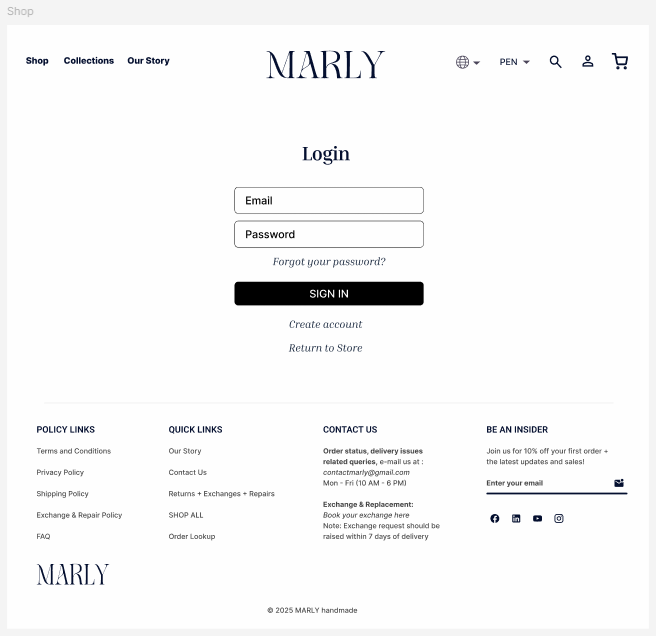 Shop
Shop Collections Our Story
MARLY
PEN
Login
Email
Password
Forgot your password?
SIGN IN
Create account
Return to Store
POLICY LINKS
Terms and Conditions
Privacy Policy
Shipping Policy
Exchange & Repair Policy
FAQ
QUICK LINKS
Our Story
Contact Us
Returns + Exchanges + Repairs
SHOP ALL
Order Lookup
CONTACT US
Order status, delivery issues
related queries, e-mail us at :
contactmarly@gmail.com
Mon - Fri (10 AM - 6 PM)
Exchange & Replacement:
Book your exchange here
Note: Exchange request should be
raised within 7 days of delivery
BE AN INSIDER
Join us for 10% off your first order +
the latest updates and sales!
Enter your email
MARLY
© 2025 MARLY handmade